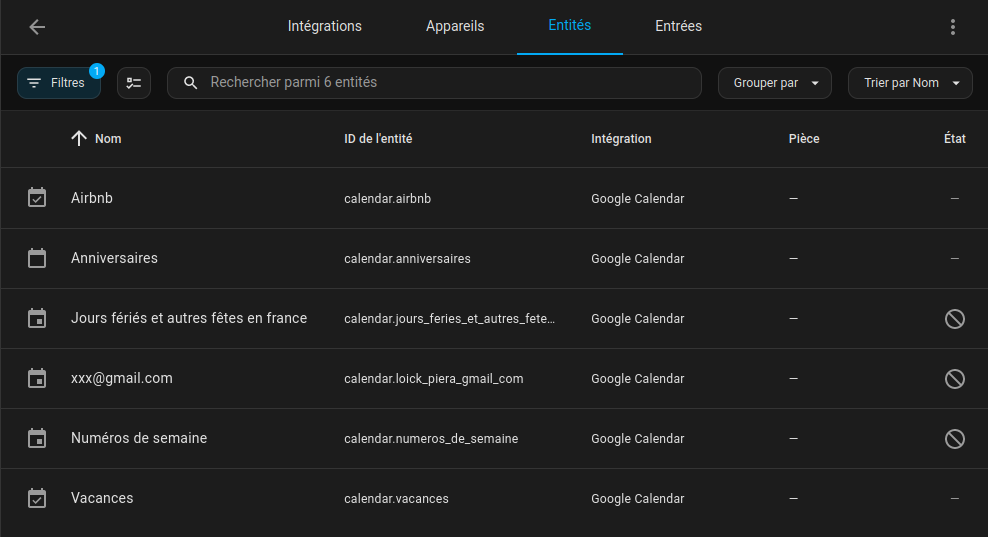 Intégrations Appareils Entités Entrées
Filtres 1 Rechercher parmi 6 entités Grouper par Trier par Nom
Nom ID de l'entité Intégration Pièce État
Airbnb calendar.airbnb Google Calendar — —
Anniversaires calendar.anniversaires Google Calendar — —
Jours fériés et autres fêtes en france calendar.jours_feries_et_autres_fete… Google Calendar —
xxx@gmail.com calendar.loick_piera_gmail_com Google Calendar —
Numéros de semaine calendar.numeros_de_semaine Google Calendar —
Vacances calendar.vacances Google Calendar — —